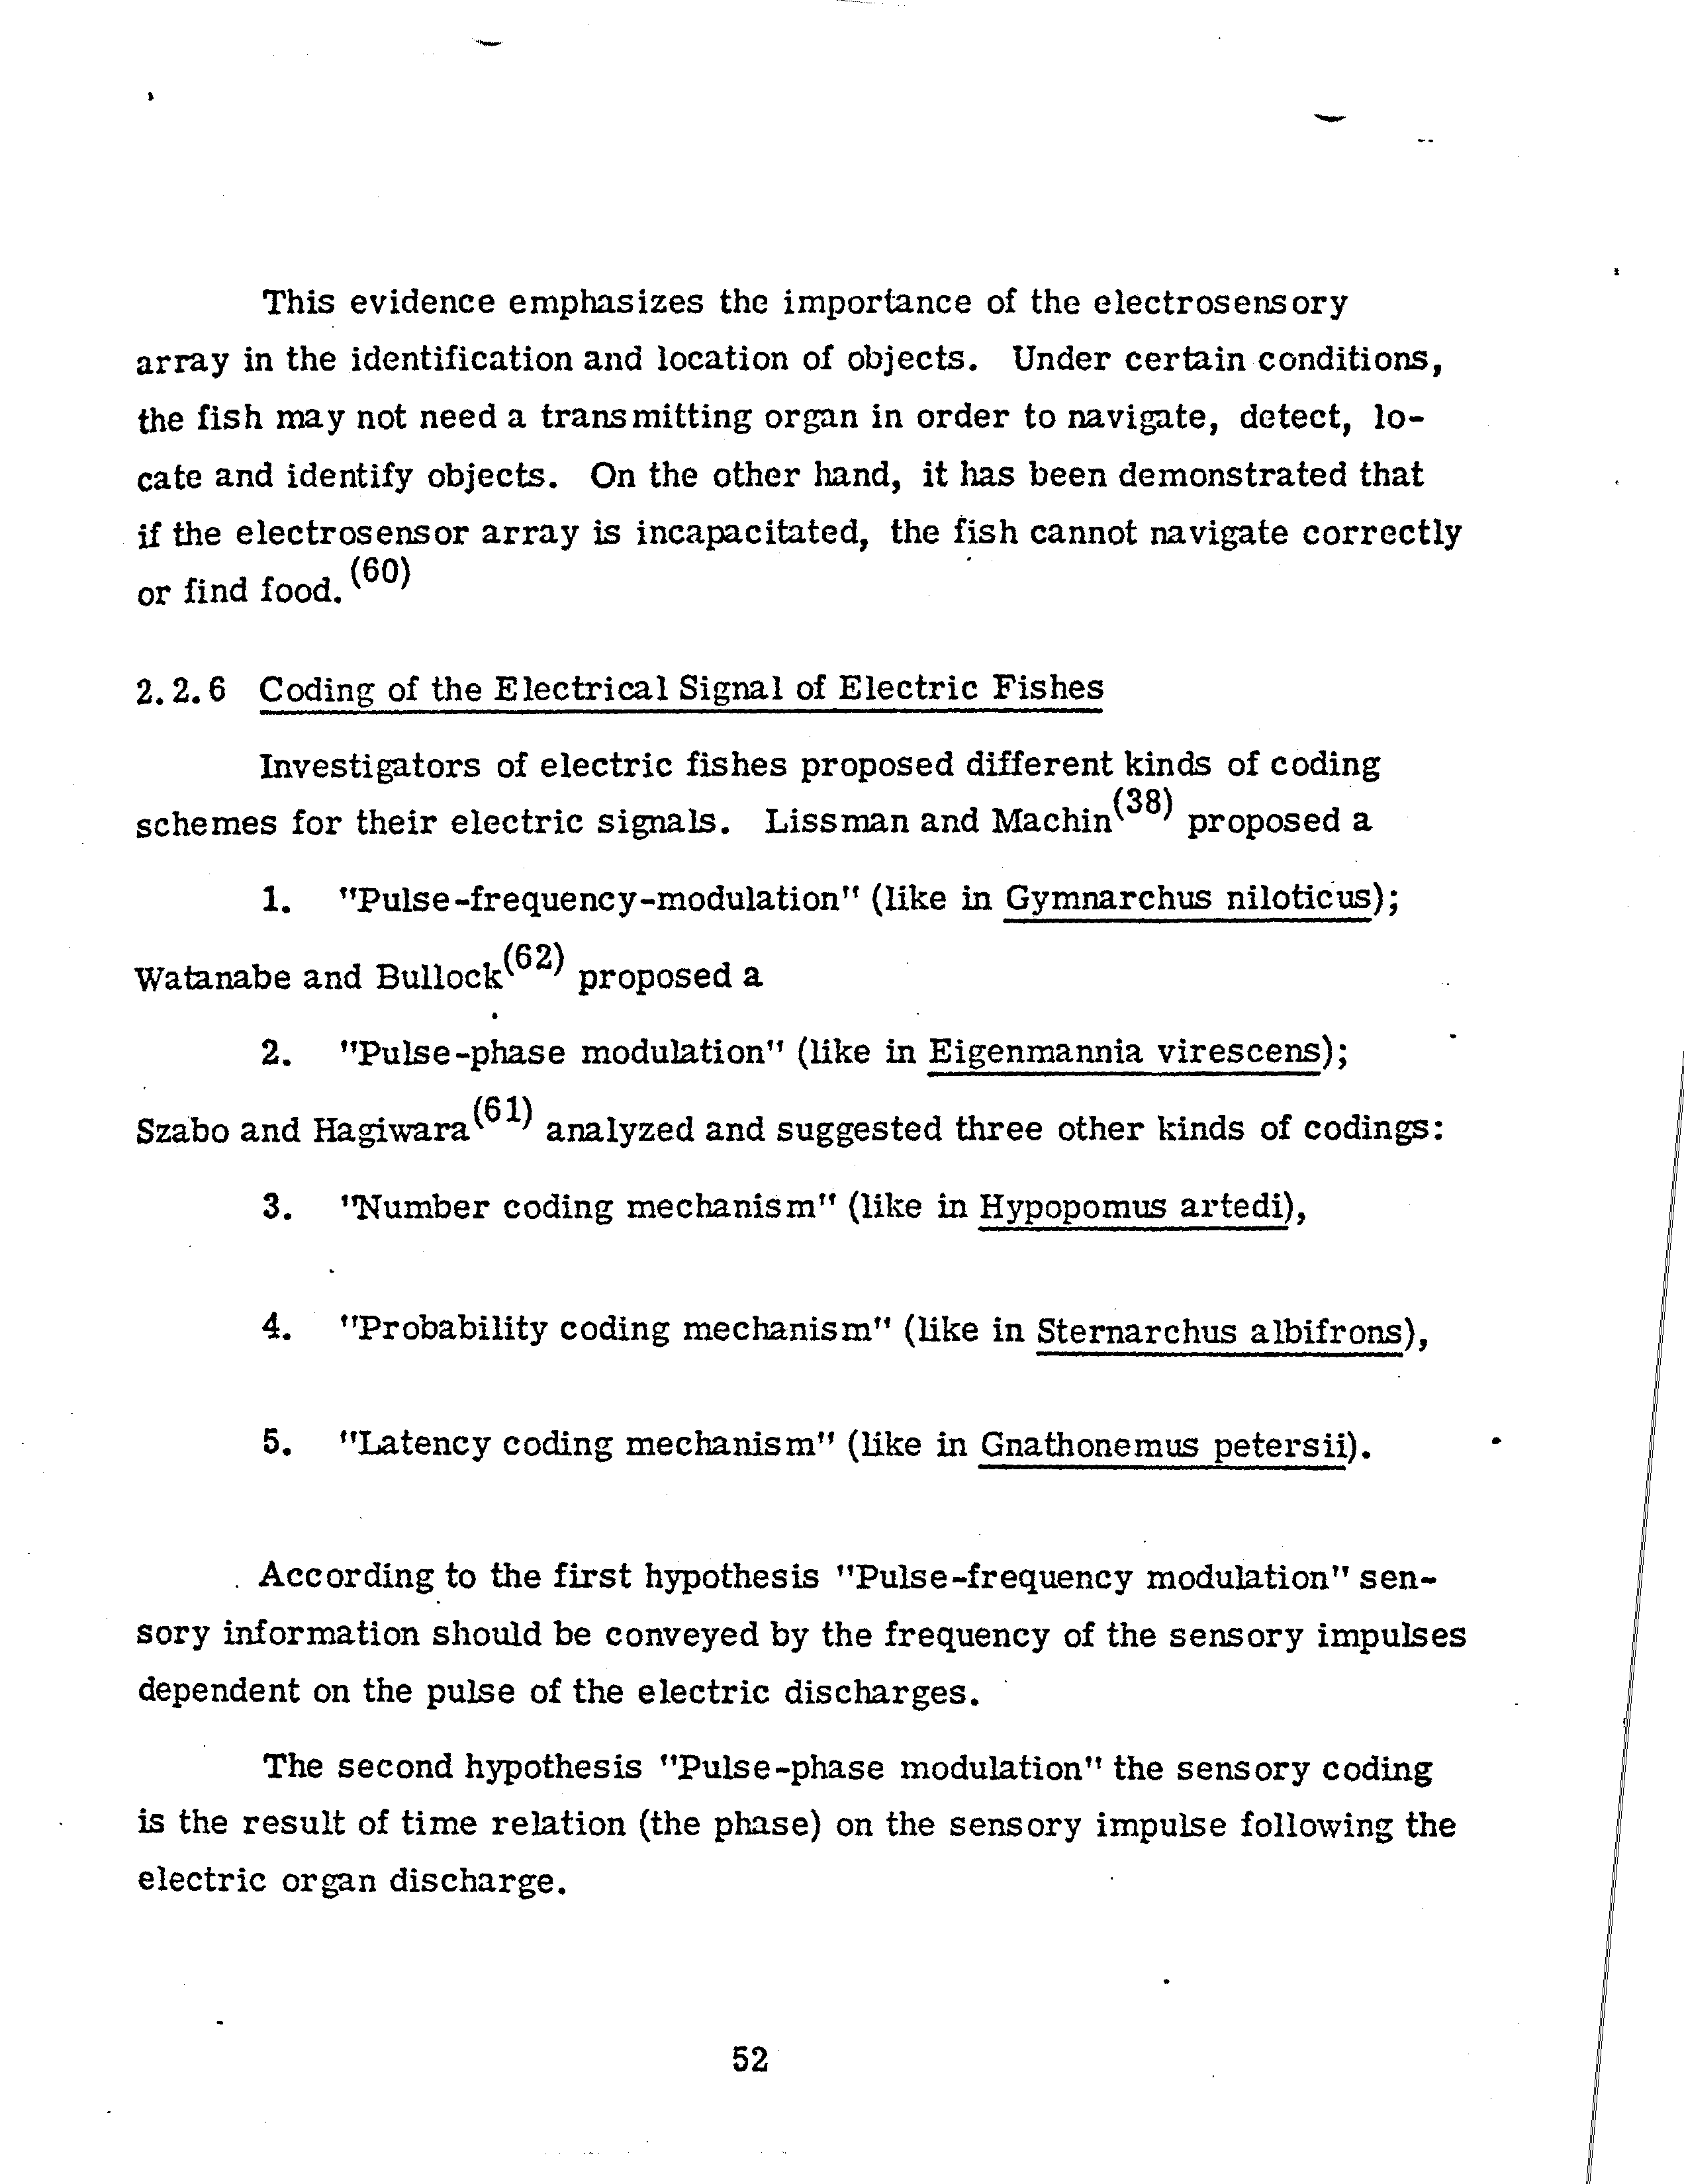 This evidence emphasizes the importance of the electrosensory
array in the identification and location of objects. Under certain conditions,
the fish may not need a transmitting organ in order to navigate, detect, lo-
cate and identify objects. On the other hand, it has been demonstrated that
if the electrosensor array is incapacitated, the fish cannot navigate correctly
or find food. (60)
2.2.6 Coding of the Electrical Signal of Electric Fishes
Investigators of electric fishes proposed different kinds of coding
schemes for their electric signals. Lissman and Machin(38) proposed a
1. "Pulse-frequency-modulation" (like in Gymnarchus niloticus);
Watanabe and Bullock(62) proposed a
2. "Pulse-phase modulation" (like in Eigenmannia virescens);
Szabo and Hagiwara(61) analyzed and suggested three other kinds of codings:
3. "Number coding mechanism" (like in Hypopomus artedi),
4. "Probability coding mechanism" (like in Sternarchus albifrons),
5. "Latency coding mechanism" (like in Gnathonemus petersii).
According to the first hypothesis "Pulse-frequency modulation" sen-
sory information should be conveyed by the frequency of the sensory impulses
dependent on the pulse of the electric discharges.
The second hypothesis "Pulse-phase modulation" the sensory coding
is the result of time relation (the phase) on the sensory impulse following the
electric organ discharge.
52